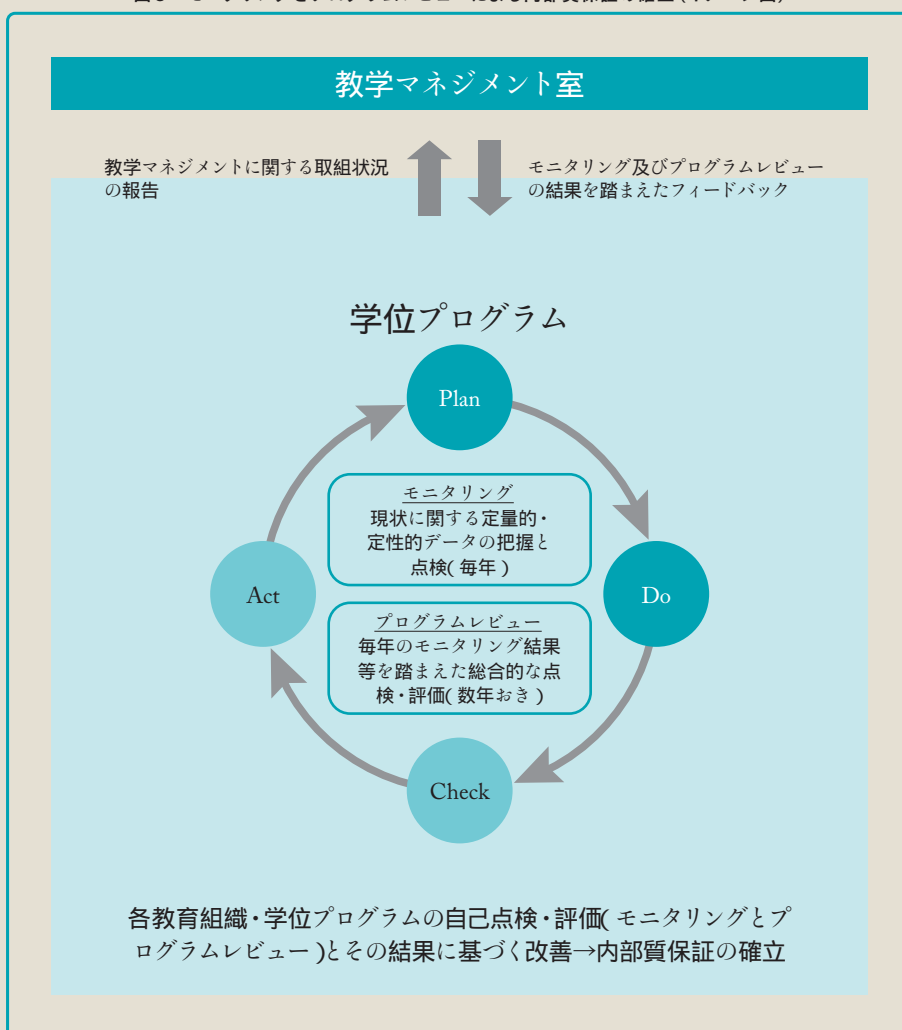 教学マネジメント室
教学マネジメントに関する取組状況
の報告
モニタリング及びプログラムレビュー
の結果を踏まえたフィードバック
学位プログラム
Plan
モニタリング
現状に関する定量的・
定性的データの把握と
点検(毎年)
Act
Do
プログラムレビュー
毎年のモニタリング結果
等を踏まえた総合的な点
検・評価(数年おき)
Check
各教育組織・学位プログラムの自己点検・評価(モニタリングとプ
ログラムレビュー)とその結果に基づく改善→内部質保証の確立